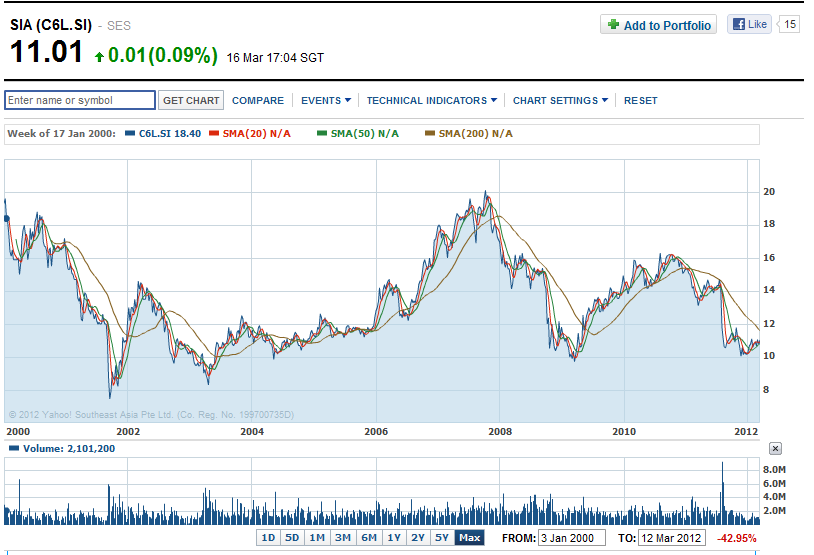 SIA (C6L.SI) - SES
Add to Portfolio
Like 15
11.01 0.01(0.09%) 16 Mar 17:04 SGT
Enter name or symbol GET CHART COMPARE EVENTS TECHNICAL INDICATORS CHART SETTINGS RESET
Week of 17 Jan 2000: C6L.SI 18.40 SMA(20) N/A SMA(50) N/A SMA(200) N/A
20
18
16
14
12
10
8
© 2012 Yahoo! Southeast Asia Pte Ltd. (Co. Reg. No. 199700735D)
2000 2002 2004 2006 2008 2010 2012
Volume: 2,101,200
8.0M
6.0M
4.0M
2.0M
1D 5D 1M 3M 6M 1Y 2Y 5Y Max FROM: 3 Jan 2000 TO: 12 Mar 2012 -42.95%